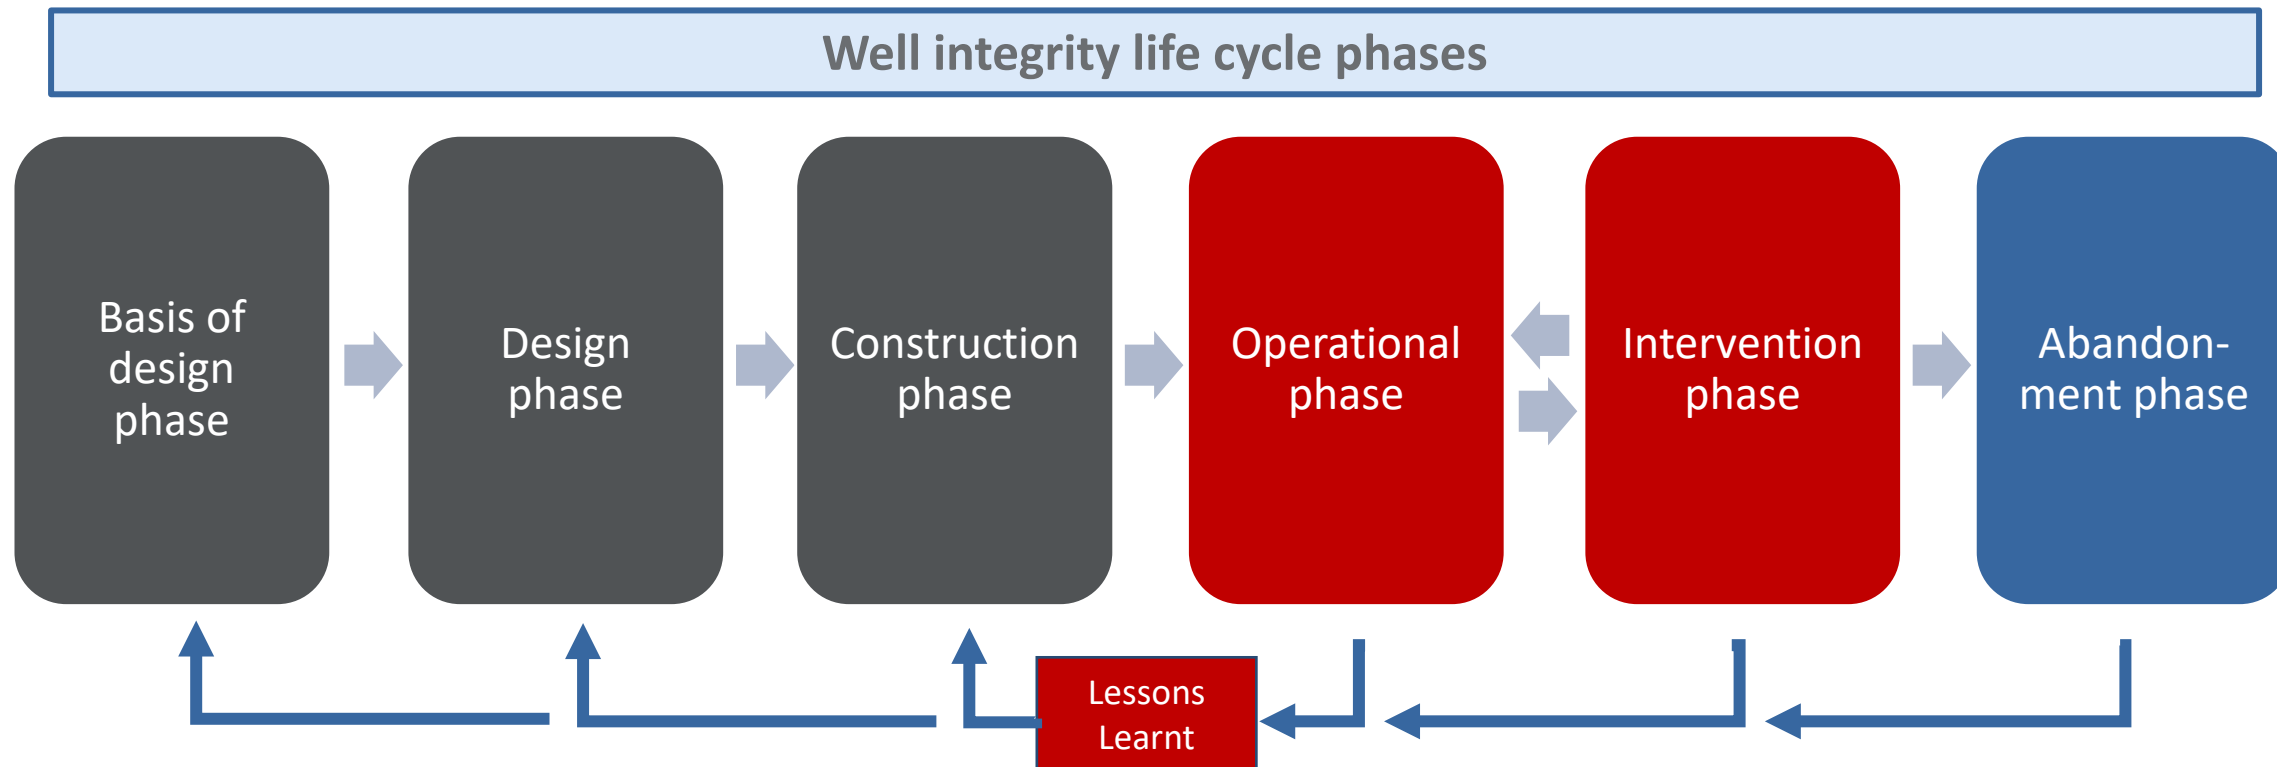 Well integrity life cycle phases
Basis of
design
phase
Design
phase
Construction
phase
Operational
phase
Intervention
phase
Abandon-
ment phase
Lessons
Learnt